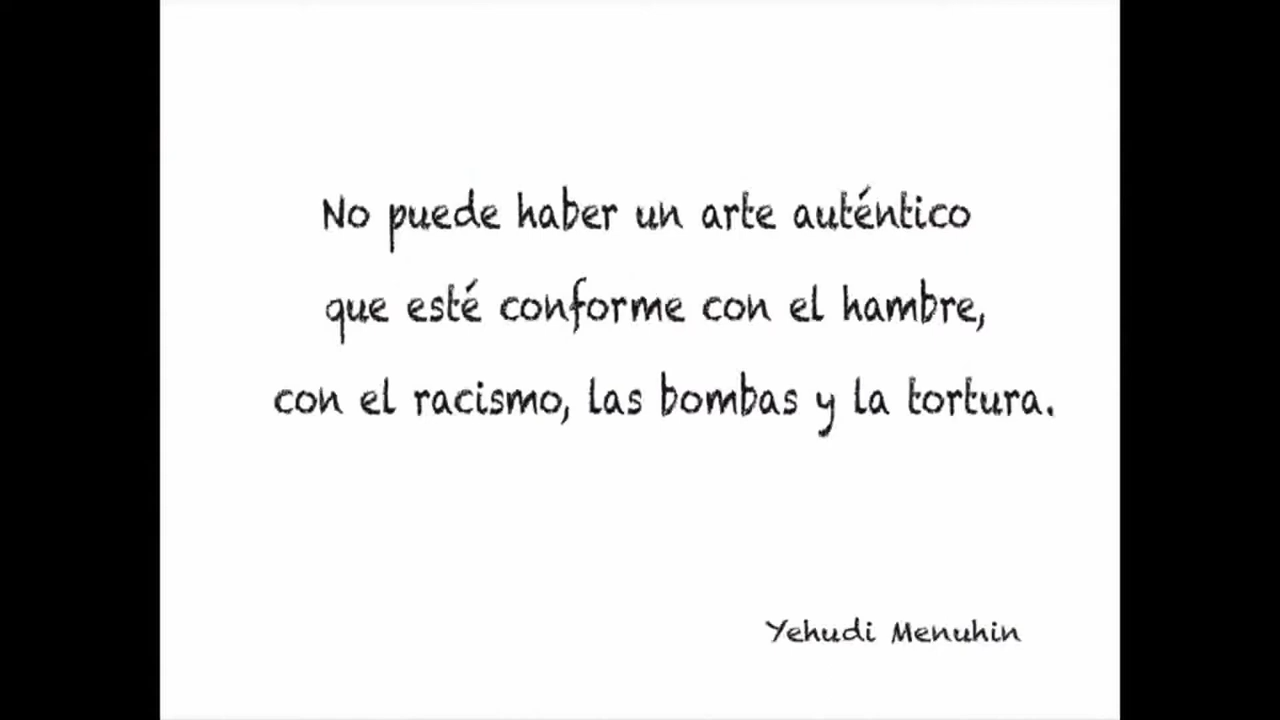 No puede haber un arte auténtico
que esté conforme con el hambre,
con el racismo, las bombas y la tortura.
Yehudi Menuhin